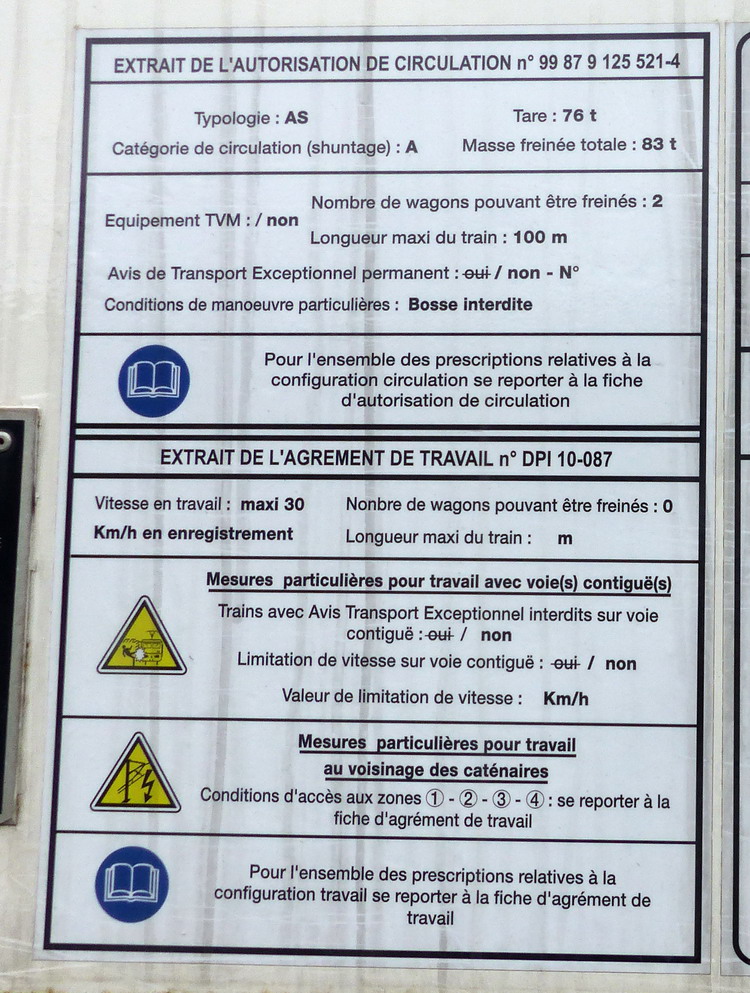 EXTRAIT DE L'AUTORISATION DE CIRCULATION n° 99 87 9 125 521-4
Typologie : AS
Tare : 76 t
Catégorie de circulation (shuntage) : A
Masse freinée totale : 83 t
Nombre de wagons pouvant être freinés : 2
Equipement TVM : / non
Longueur maxi du train : 100 m
Avis de Transport Exceptionnel permanent : oui / non - N°
Conditions de manoeuvre particulières : Bosse interdite
Pour l'ensemble des prescriptions relatives à la
configuration circulation se reporter à la fiche
d'autorisation de circulation
EXTRAIT DE L'AGREMENT DE TRAVAIL n° DPI 10-087
Vitesse en travail : maxi 30
Km/h en enregistrement
Nonbre de wagons pouvant être freinés : 0
Longueur maxi du train : m
Mesures particulières pour travail avec voie(s) contiguë(s)
Trains avec Avis Transport Exceptionnel interdits sur voie
contiguë : oui / non
Limitation de vitesse sur voie contiguë : oui / non
Valeur de limitation de vitesse : Km/h
Mesures particulières pour travail
au voisinage des caténaires
Conditions d'accès aux zones ① - ② - ③ - ④ : se reporter à la
fiche d'agrément de travail
Pour l'ensemble des prescriptions relatives à la
configuration travail se reporter à la fiche d'agrément de
travail